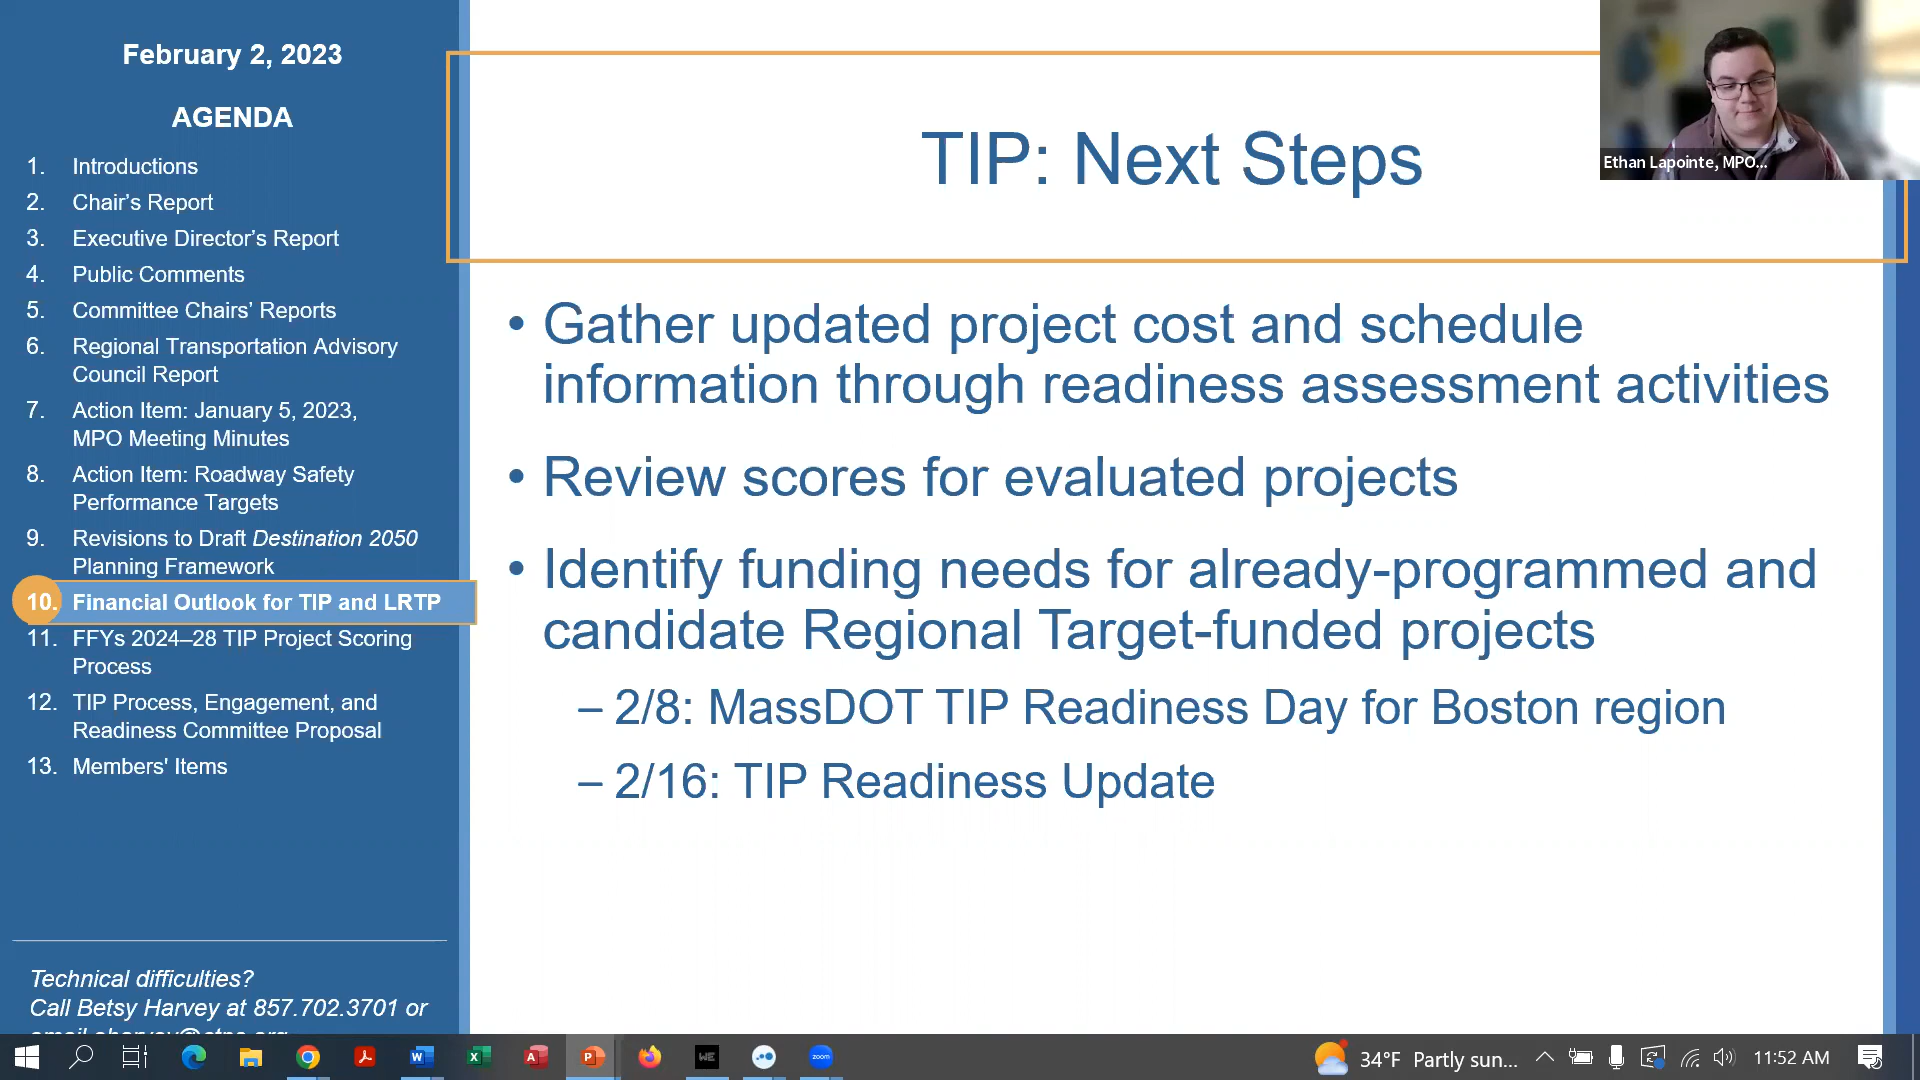 February 2, 2023
AGENDA
1. Introductions
2. Chair’s Report
3. Executive Director’s Report
4. Public Comments
5. Committee Chairs’ Reports
6. Regional Transportation Advisory
Council Report
7. Action Item: January 5, 2023,
MPO Meeting Minutes
8. Action Item: Roadway Safety
Performance Targets
9. Revisions to Draft Destination 2050
Planning Framework
10. Financial Outlook for TIP and LRTP
11. FFYs 2024–28 TIP Project Scoring
Process
12. TIP Process, Engagement, and
Readiness Committee Proposal
13. Members' Items
Technical difficulties?
Call Betsy Harvey at 857.702.3701 or
TIP: Next Steps
• Gather updated project cost and schedule
information through readiness assessment activities
• Review scores for evaluated projects
• Identify funding needs for already-programmed and
candidate Regional Target-funded projects
– 2/8: MassDOT TIP Readiness Day for Boston region
– 2/16: TIP Readiness Update
Ethan Lapointe, MPO...
WE
zoom
34°F Partly sun...
11:52 AM